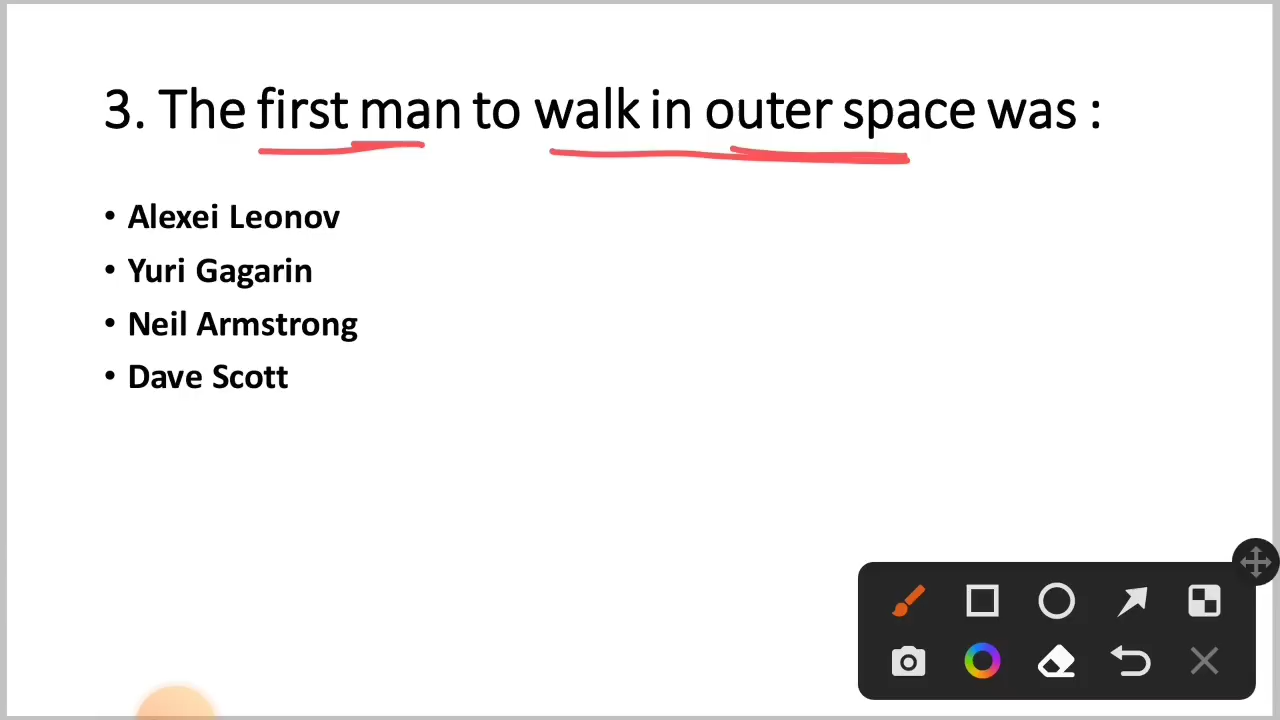 3. The first man to walk in outer space was :
• Alexei Leonov
• Yuri Gagarin
• Neil Armstrong
• Dave Scott